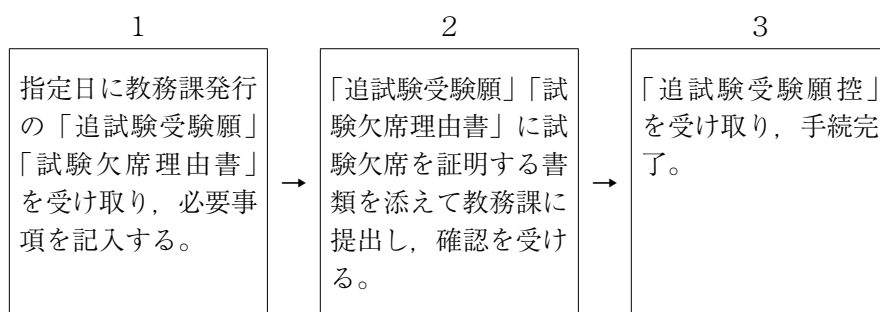 1
指定日に教務課発行
の「追試験受験願」
「試験欠席理由書」
を受け取り，必要事
項を記入する。
→
2
「追試験受験願」「試
験欠席理由書」に試
験欠席を証明する書
類を添えて教務課に
提出し，確認を受け
る。
→
3
「追試験受験願控」
を受け取り，手続完
了。